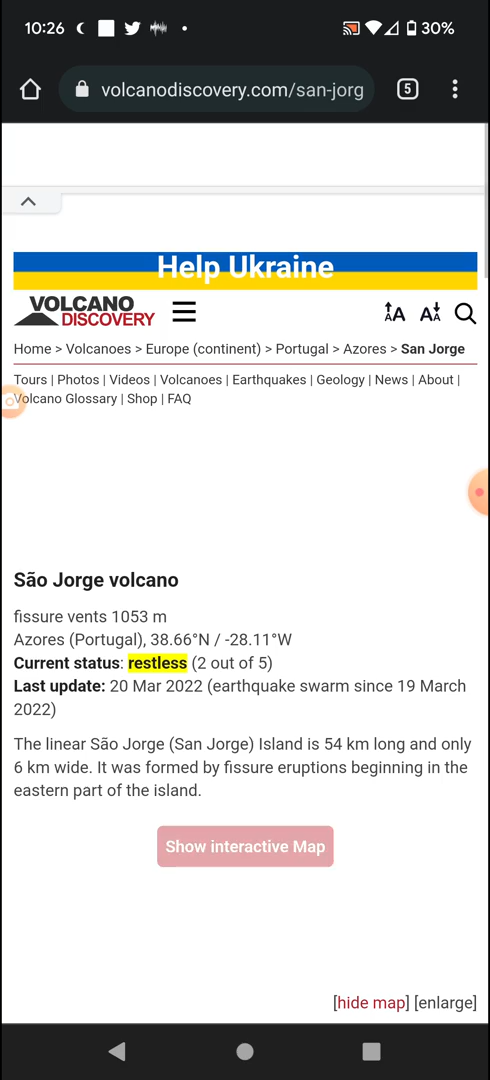 10:26
30%
volcanodiscovery.com/san-jorg
5
Help Ukraine
VOLCANO
DISCOVERY
Home > Volcanoes > Europe (continent) > Portugal > Azores > San Jorge
Tours | Photos | Videos | Volcanoes | Earthquakes | Geology | News | About |
Volcano Glossary | Shop | FAQ
São Jorge volcano
fissure vents 1053 m
Azores (Portugal), 38.66°N / -28.11°W
Current status: restless (2 out of 5)
Last update: 20 Mar 2022 (earthquake swarm since 19 March
2022)
The linear São Jorge (San Jorge) Island is 54 km long and only
6 km wide. It was formed by fissure eruptions beginning in the
eastern part of the island.
Show interactive Map
[hide map] [enlarge]